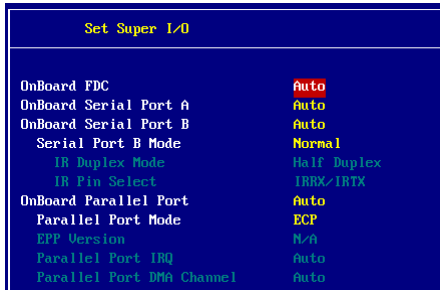 Set Super I/O
OnBoard FDC Auto
OnBoard Serial Port A Auto
OnBoard Serial Port B Auto
Serial Port B Mode Normal
IR Duplex Mode Half Duplex
IR Pin Select IRRX/IRTX
OnBoard Parallel Port Auto
Parallel Port Mode ECP
EPP Version N/A
Parallel Port IRQ Auto
Parallel Port DMA Channel Auto